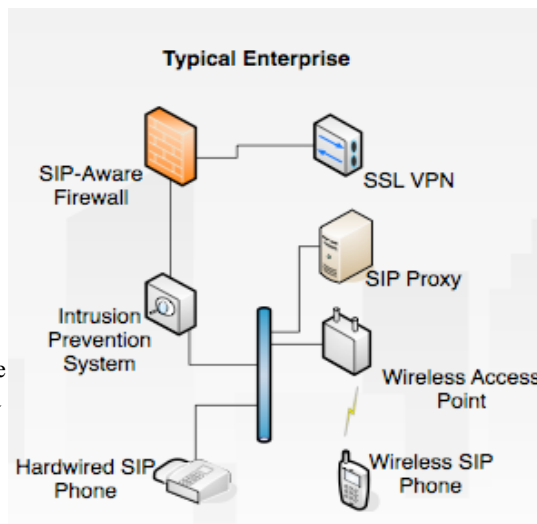 Typical Enterprise
SIP-Aware
Firewall
SSL VPN
SIP Proxy
Intrusion
Prevention
System
e
Wireless Access
Point
Hardwired SIP
Phone
Wireless SIP
Phone